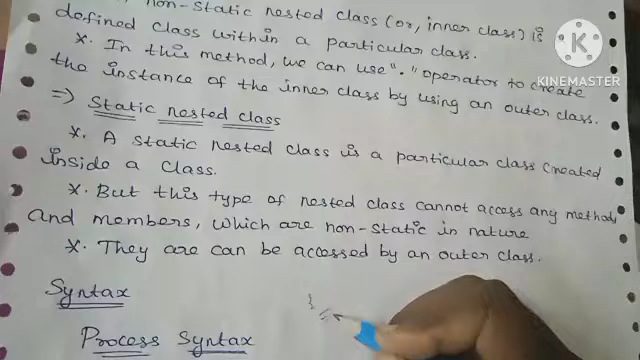 non-static nested class (or, inner class) is
defined class within a particular class.
*. In this method, we can use "." operator to create
the instance of the inner class by using an outer class.
⇒ Static nested class
*. A static nested class is a particular class created
inside a class.
*. But this type of nested class cannot access any method,
and members, which are non-static in nature
*. They are can be accessed by an outer class.
Syntax
Process Syntax
KINEMASTER